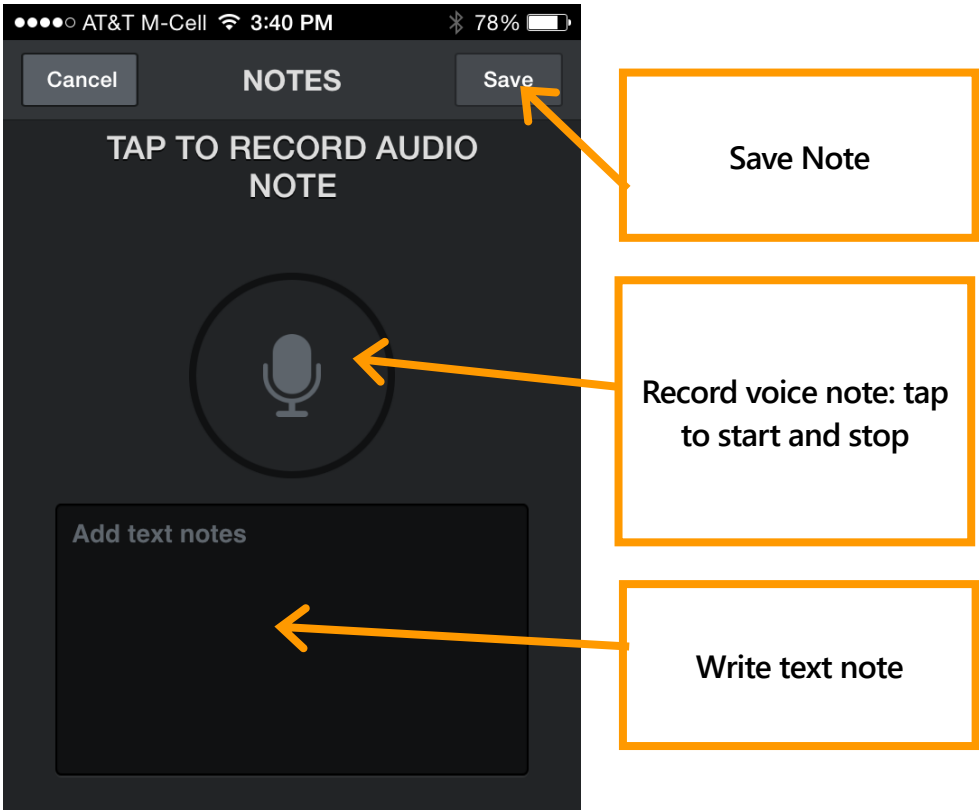 ●●●●○ AT&T M-Cell 3:40 PM 78%
Cancel NOTES Save
TAP TO RECORD AUDIO
NOTE
Add text notes
Save Note
Record voice note: tap
to start and stop
Write text note